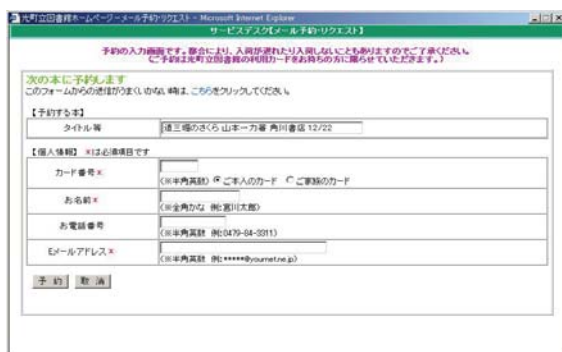 光町立図書館ホームページ-メール予約・リクエスト - Microsoft Internet Explorer
サービスデスク【メール予約・リクエスト】
予約の入力画面です。都合により、入荷が遅れたり入荷しないこともありますのでご了承ください。
(ご予約は光町立図書館の利用カードをお持ちの方に限らせていただきます。)
次の本に予約します
このフォームからの送信がうまくいかない時は、こちらをクリックしてください。
【予約する本】
タイトル等 道三堀のさくら 山本一力著 角川書店 12/22
【個人情報】 ×は必須項目です
カード番号×
(※半角英数) ご本人のカード ご家族のカード
お名前×
(※全角かな 例:宮川太郎)
お電話番号
(※半角英数 例:0479-84-3311)
Eメールアドレス×
(※半角英数 例:*****@yournet.ne.jp)
予 約 取 消